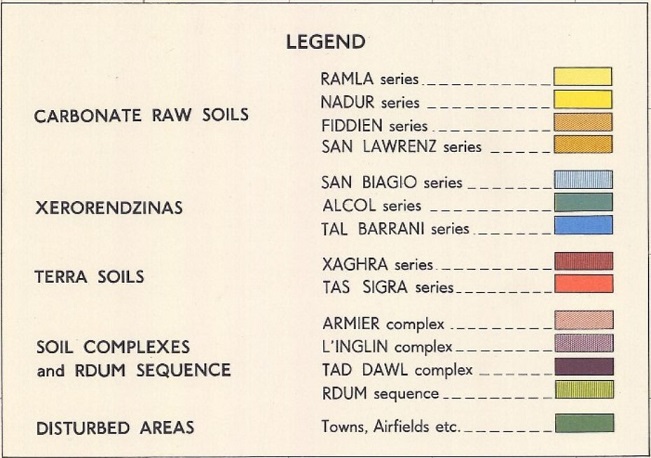 LEGEND
CARBONATE RAW SOILS
RAMLA series
NADUR series
FIDDIEN series
SAN LAWRENZ series
XERORENDZINAS
SAN BIAGIO series
ALCOL series
TAL BARRANI series
TERRA SOILS
XAGHRA series
TAS SIGRA series
SOIL COMPLEXES
and RDUM SEQUENCE
ARMIER complex
L'INGLIN complex
TAD DAWL complex
RDUM sequence
DISTURBED AREAS
Towns, Airfields etc.